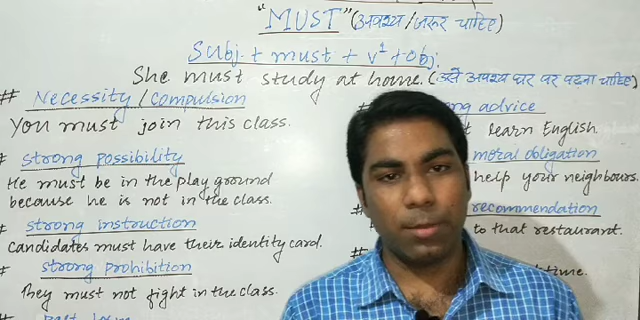 "MUST" (अवश्य/जरूर चाहिए)
Subj. + must + v¹ + obj.
She must study at home. (उसे अवश्य घर पर पढ़ना चाहिए)
# Necessity / Compulsion
You must join this class.
# strong possibility
He must be in the play ground
because he is not in the class.
# strong instruction
Candidates must have their identity card.
# strong prohibition
They must not fight in the class.
#
advice
learn English
moral obligation
help your neighbours.
#
recommendation
to that restaurant.
#
time.